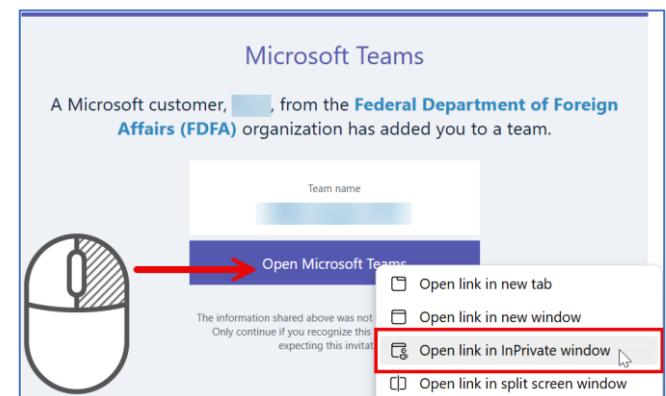 Microsoft Teams
A Microsoft customer, , from the Federal Department of Foreign
Affairs (FDFA) organization has added you to a team.
Team name
Open Microsoft Teams
The information shared above was not
Only continue if you recognize this
expecting this invitat
Open link in new tab
Open link in new window
Open link in InPrivate window
Open link in split screen window